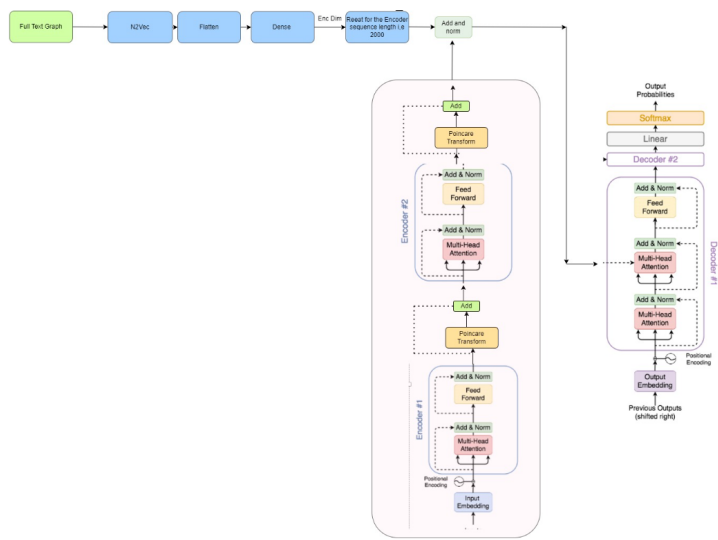 Full Text Graph
N2Vec
Flatten
Dense
Enc Dim
Reeat for the Encoder
sequence length i.e
2000
Add and
norm
Add
Poincare
Transform
Add & Norm
Feed
Forward
Add & Norm
Multi-Head
Attention
Encoder #2
Add
Poincare
Transform
Add & Norm
Feed
Forward
Add & Norm
Multi-Head
Attention
Encoder #1
Positional
Encoding
Input
Embedding
Output
Probabilities
Softmax
Linear
Decoder #2
Add & Norm
Feed
Forward
Add & Norm
Multi-Head
Attention
Add & Norm
Multi-Head
Attention
Decoder #1
Positional
Encoding
Output
Embedding
Previous Outputs
(shifted right)